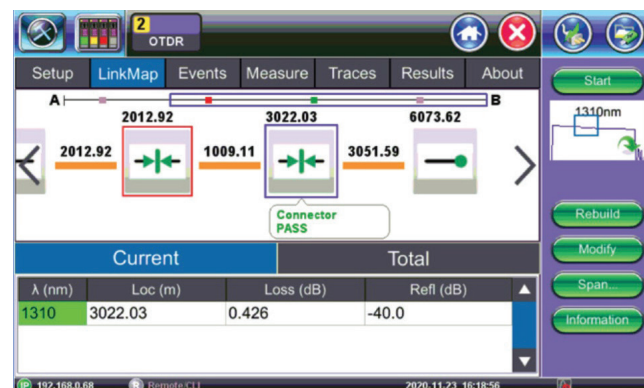 2
OTDR
Setup LinkMap Events Measure Traces Results About
Start
A B
1310nm
2012.92 3022.03 6073.62
2012.92 1009.11 3051.59
Connector
PASS
Rebuild
Modify
Span...
Information
Current Total
λ (nm) Loc (m) Loss (dB) Refl (dB)
1310 3022.03 0.426 -40.0
IP 192.168.0.68 R Remote:CLI 2020.11.23 16:18:56